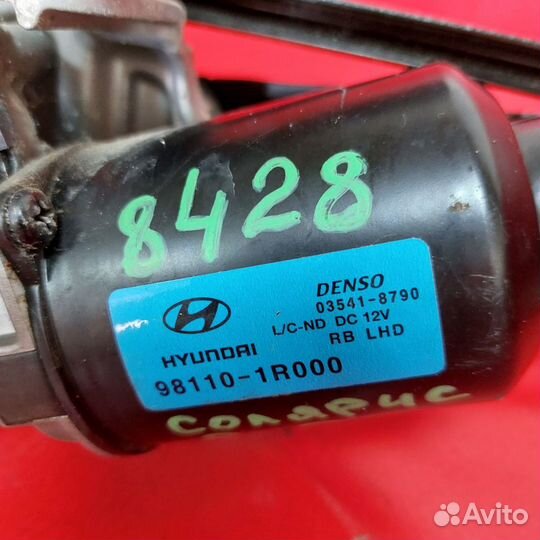 8428
DENSO
03541-8790
L/C-ND DC 12V
RB LHD
HYUNDAI
98110-1R000
солярис
Avito